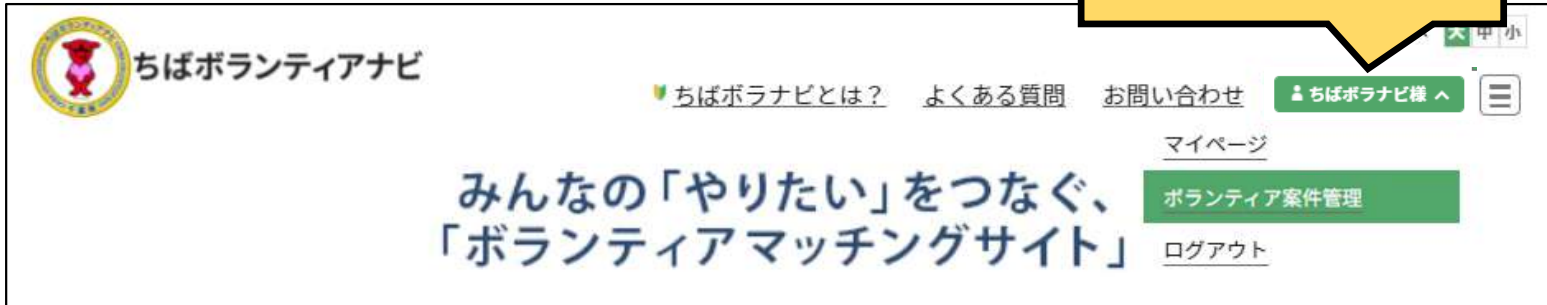 ちばボランティアナビ
大 中 小
ちばボラナビとは？ よくある質問 お問い合わせ ちばボラナビ様
マイページ
みんなの「やりたい」をつなぐ、
ボランティア案件管理
「ボランティアマッチングサイト」
ログアウト